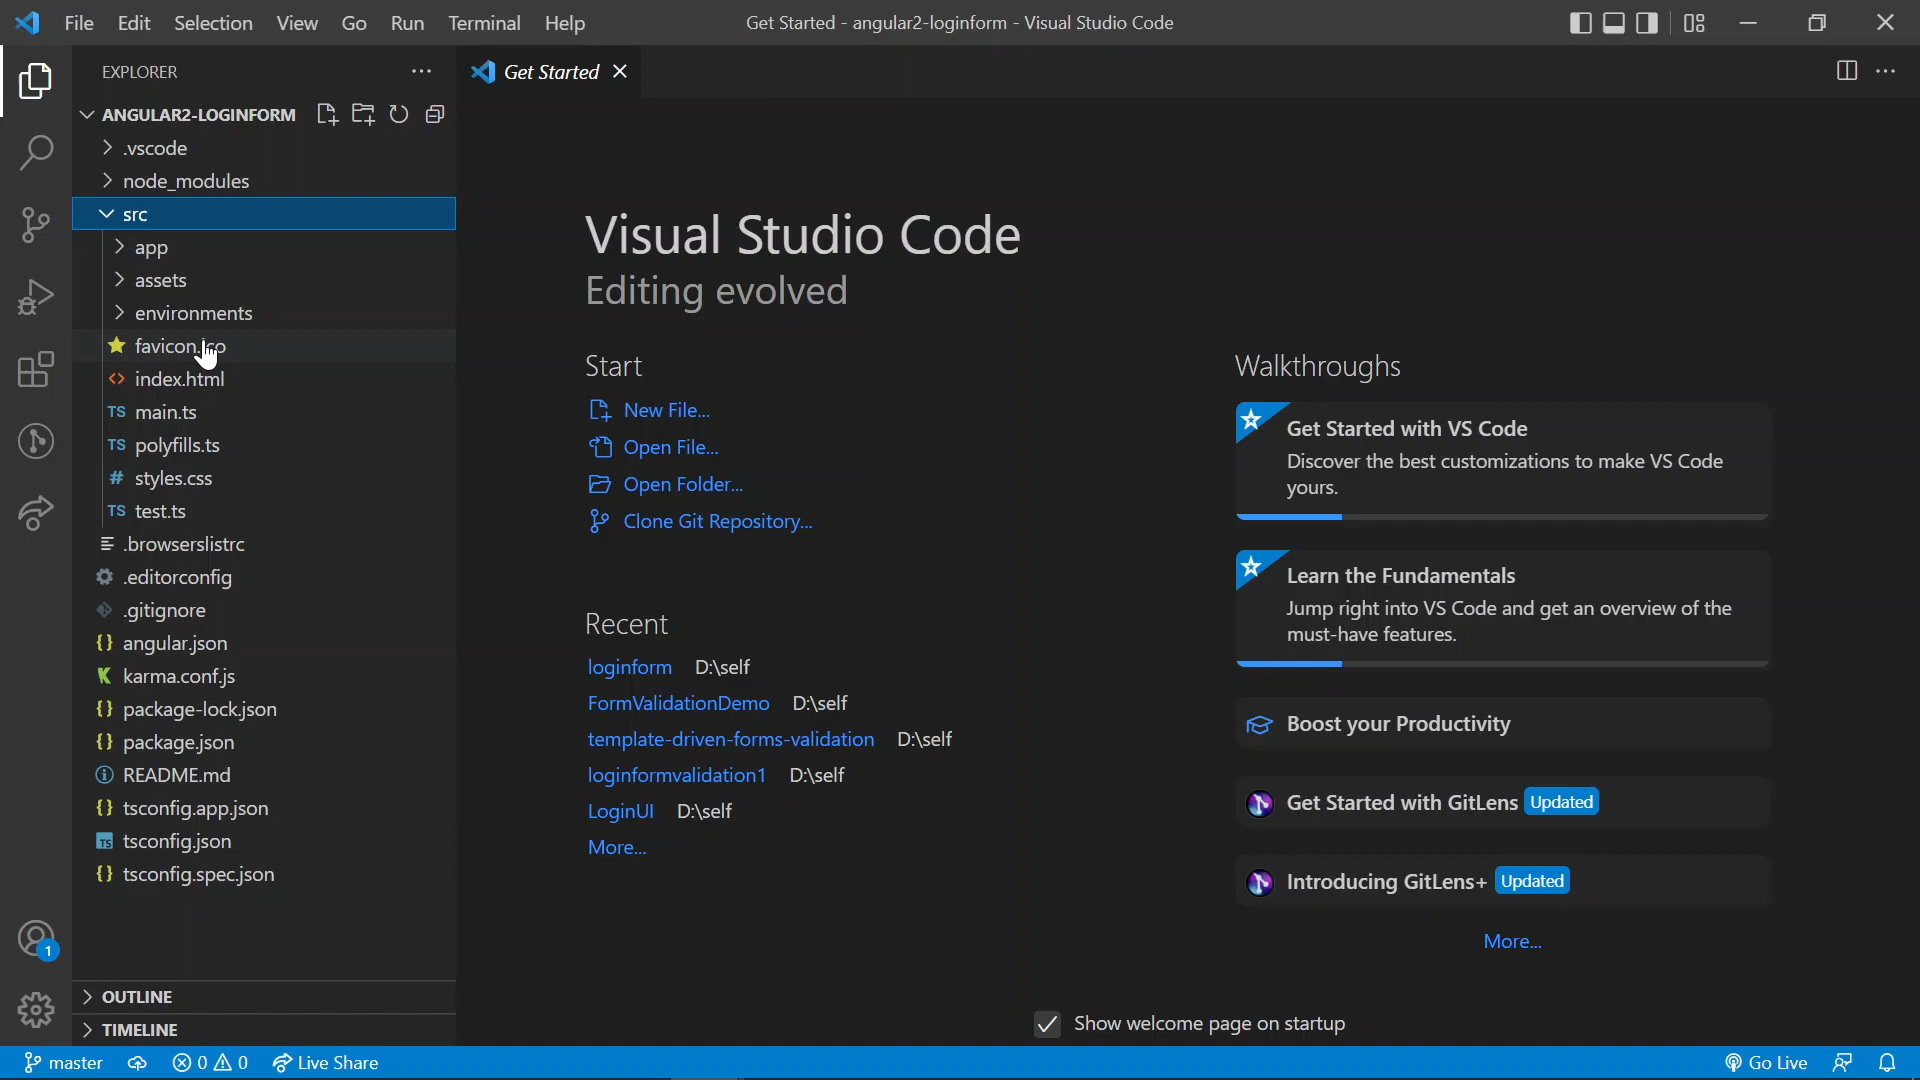 File Edit Selection View Go Run Terminal Help
Get Started - angular2-loginform - Visual Studio Code
EXPLORER
Get Started
ANGULAR2-LOGINFORM
.vscode
node_modules
src
app
assets
environments
favicon.ico
index.html
TS main.ts
TS polyfills.ts
# styles.css
TS test.ts
.browserslistrc
.editorconfig
.gitignore
{} angular.json
karma.conf.js
{} package-lock.json
{} package.json
README.md
{} tsconfig.app.json
TS tsconfig.json
{} tsconfig.spec.json
1
OUTLINE
TIMELINE
Visual Studio Code
Editing evolved
Start
New File...
Open File...
Open Folder...
Clone Git Repository...
Recent
loginform D:\self
FormValidationDemo D:\self
template-driven-forms-validation D:\self
loginformvalidation1 D:\self
LoginUI D:\self
More...
Walkthroughs
Get Started with VS Code
Discover the best customizations to make VS Code
yours.
Learn the Fundamentals
Jump right into VS Code and get an overview of the
must-have features.
Boost your Productivity
Get Started with GitLens Updated
Introducing GitLens+ Updated
More...
Show welcome page on startup
master 0 0 Live Share
Go Live